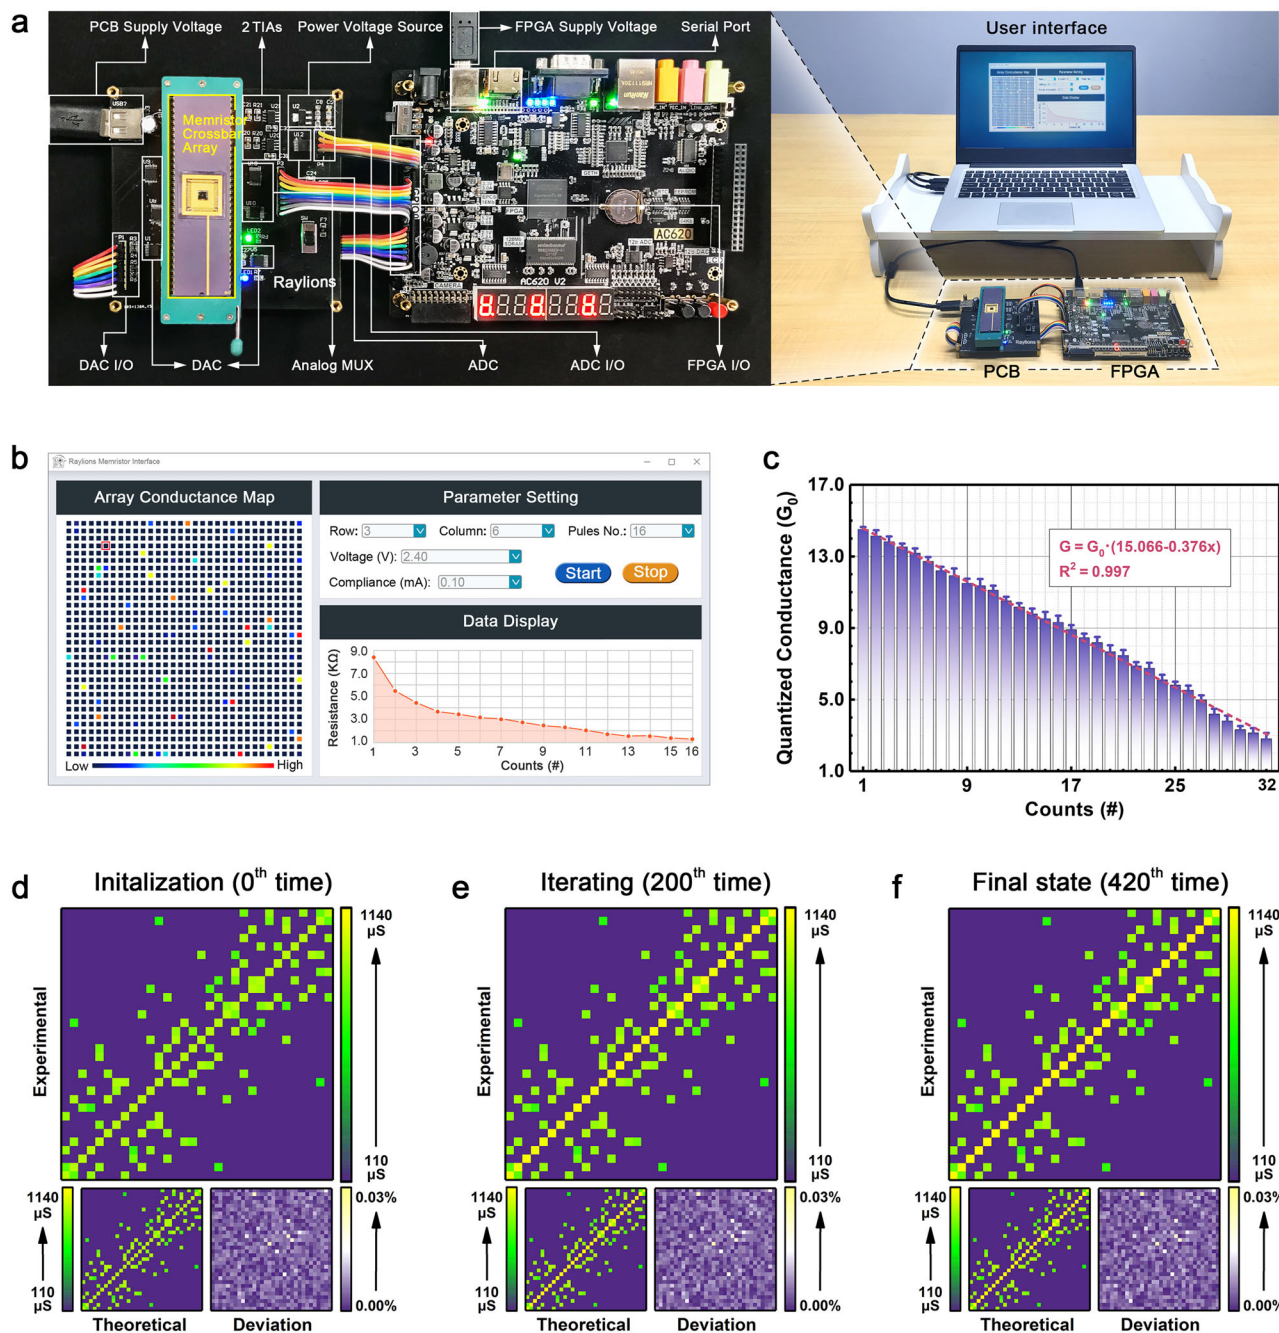 a
PCB Supply Voltage
2 TIAs
Power Voltage Source
FPGA Supply Voltage
Serial Port
Memristor
Crossbar
Array
Raylions
AC620
AC620 V2
CAMERA
FPGA
DAC I/O
DAC
Analog MUX
ADC
ADC I/O
FPGA I/O
User interface
PCB
FPGA
b
Raylions Memristor Interface
Array Conductance Map
Low
High
Parameter Setting
Row: 3
Column: 6
Pules No.: 16
Voltage (V): 2.40
Compliance (mA): 0.10
Start
Stop
Data Display
Resistance (KΩ)
9.0
7.0
5.0
3.0
1.0
1 3 5 7 9 11 13 15 16
Counts (#)
c
Quantized Conductance (G0)
17.0
13.0
9.0
5.0
1.0
G = G0·(15.066-0.376x)
R² = 0.997
1 9 17 25 32
Counts (#)
d
Initalization (0th time)
Experimental
1140
μS
110
μS
1140
μS
110
μS
0.03%
0.00%
Theoretical
Deviation
e
Iterating (200th time)
Experimental
1140
μS
110
μS
1140
μS
110
μS
0.03%
0.00%
Theoretical
Deviation
f
Final state (420th time)
Experimental
1140
μS
110
μS
1140
μS
110
μS
0.03%
0.00%
Theoretical
Deviation